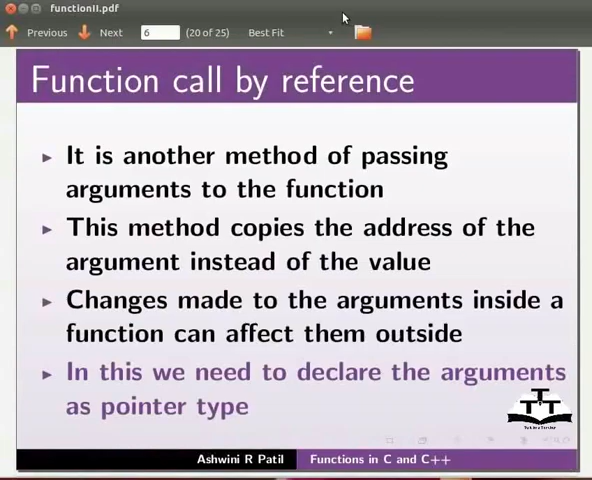 functionII.pdf
Previous Next 6 (20 of 25) Best Fit
Function call by reference
It is another method of passing
arguments to the function
This method copies the address of the
argument instead of the value
Changes made to the arguments inside a
function can affect them outside
In this we need to declare the arguments
as pointer type
Ashwini R Patil Functions in C and C++